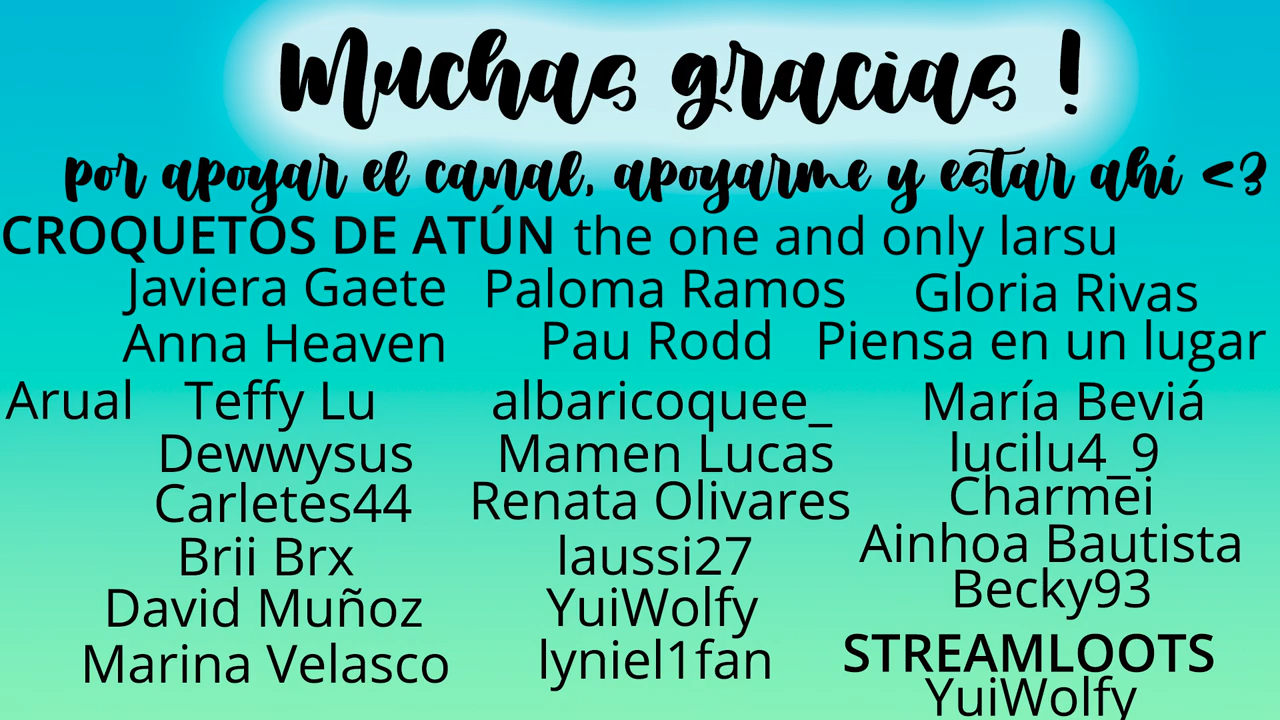 Muchas gracias !
por apoyar el canal, apoyarme y estar ahí <3
CROQUETOS DE ATÚN the one and only larsu
Javiera Gaete Paloma Ramos Gloria Rivas
Anna Heaven Pau Rodd Piensa en un lugar
Arual Teffy Lu albaricoquee_ María Beviá
Dewwysus Mamen Lucas lucilu4_9
Carletes44 Renata Olivares Charmei
Brii Brx laussi27 Ainhoa Bautista
David Muñoz YuiWolfy Becky93
Marina Velasco lyniel1fan STREAMLOOTS
YuiWolfy